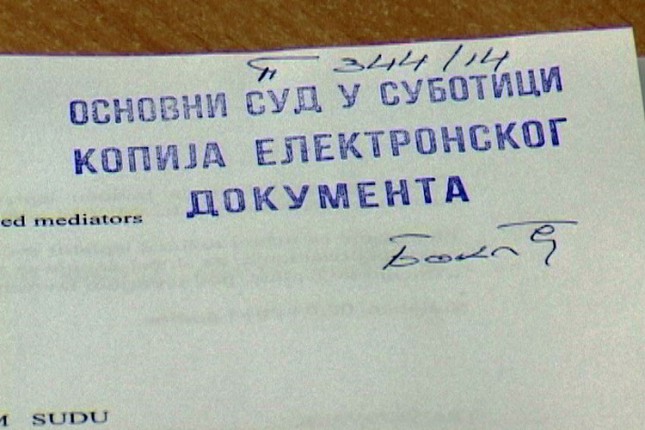 П 344/14
ОСНОВНИ СУД У СУБОТИЦИ
КОПИЈА ЕЛЕКТРОНСКОГ
ДОКУМЕНТА
ed mediators
M SUDU